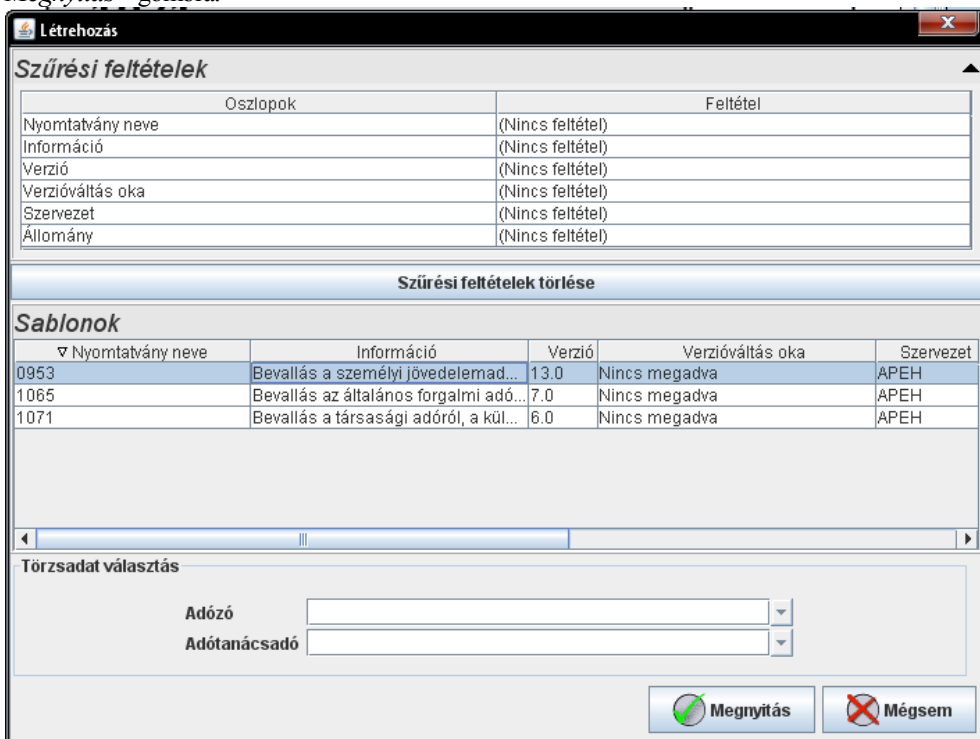 Megnyitás" gombra.
Létrehozás
Szűrési feltételek
Oszlopok Feltétel
Nyomtatvány neve (Nincs feltétel)
Információ (Nincs feltétel)
Verzió (Nincs feltétel)
Verzióváltás oka (Nincs feltétel)
Szervezet (Nincs feltétel)
Állomány (Nincs feltétel)
Szűrési feltételek törlése
Sablonok
Nyomtatvány neve Információ Verzió Verzióváltás oka Szervezet
0953 Bevallás a személyi jövedelemad... 13.0 Nincs megadva APEH
1065 Bevallás az általános forgalmi adó... 7.0 Nincs megadva APEH
1071 Bevallás a társasági adóról, a kül... 6.0 Nincs megadva APEH
Törzsadat választás
Adózó
Adótanácsadó
Megnyitás Mégsem